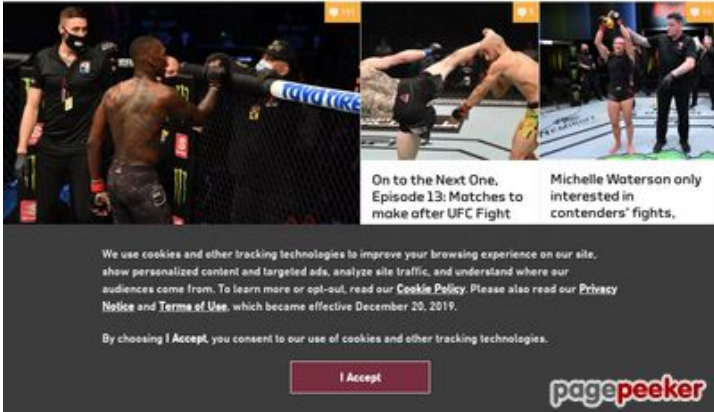 TOYO TIRE
On to the Next One,
Episode 13: Matches to
make after UFC Fight
Michelle Waterson only
interested in
contenders' fights,
We use cookies and other tracking technologies to improve your browsing experience on our site,
show personalized content and targeted ads, analyze site traffic, and understand where our
audiences come from. To learn more or opt-out, read our Cookie Policy. Please also read our Privacy
Notice and Terms of Use, which became effective December 20, 2019.
By choosing I Accept, you consent to our use of cookies and other tracking technologies.
I Accept
pagepeeker